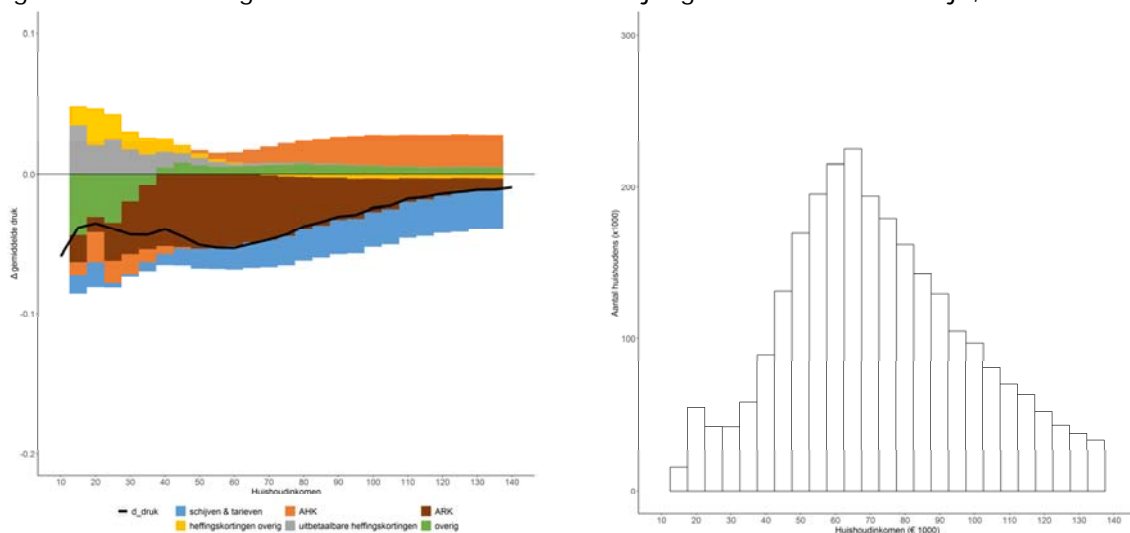 0.1
0.0
-0.1
-0.2
Δ gemiddelde druk
10 20 30 40 50 60 70 80 90 100 110 120 130 140
Huishoudinkomen
d_druk schijven & tarieven AHK ARK
heffingskortingen overig uitbetaalbare heffingskortingen overig
300
200
100
0
Aantal huishoudens (x1000)
10 20 30 40 50 60 70 80 90 100 110 120 130 140
Huishoudinkomen (€ 1000)